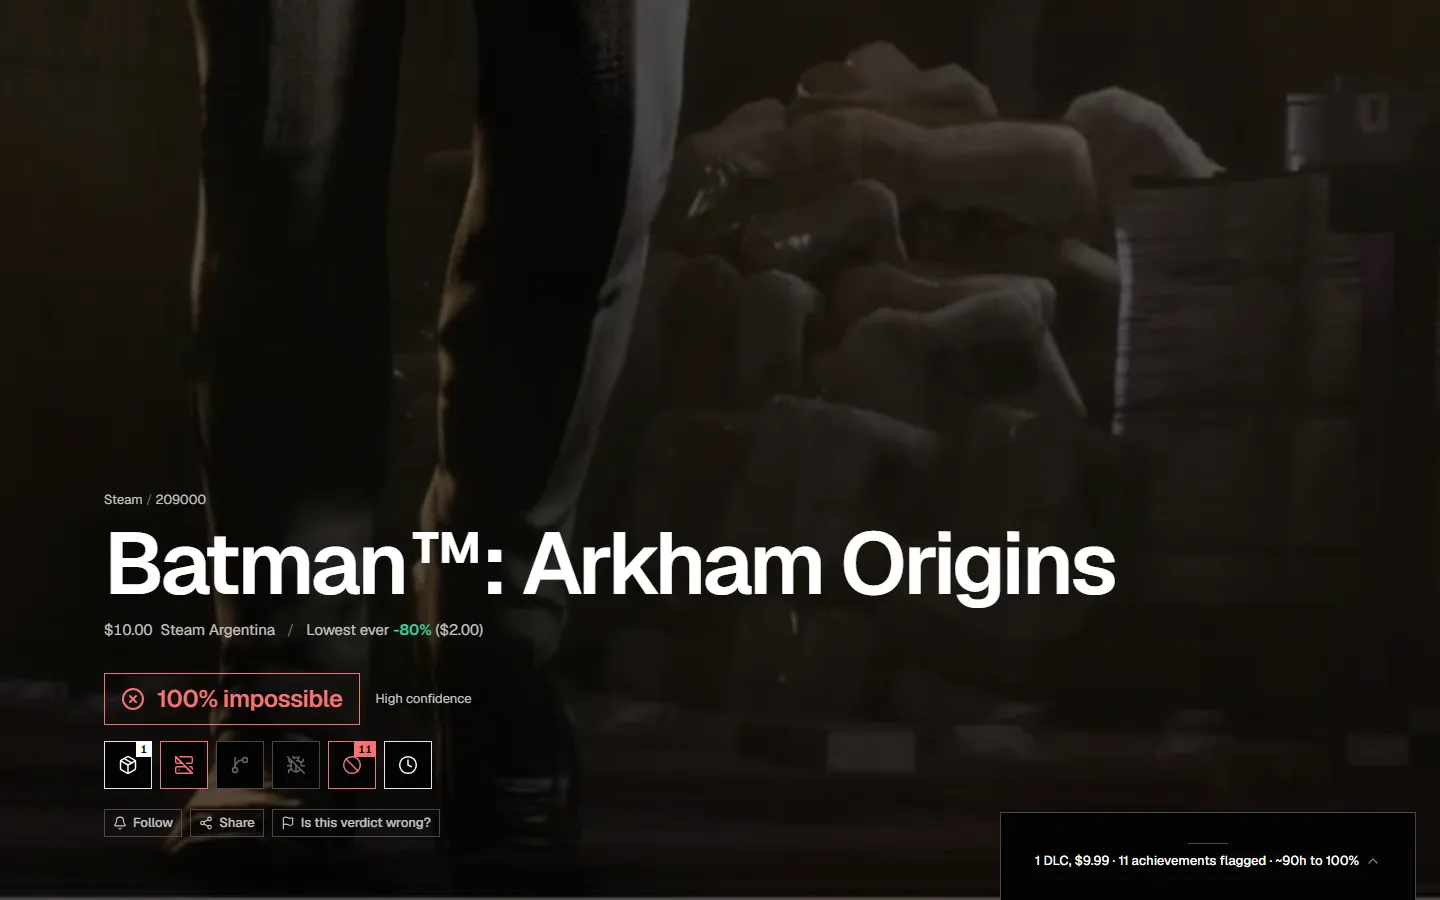 Steam / 209000
Batman™: Arkham Origins
$10.00 Steam Argentina / Lowest ever -80% ($2.00)
100% impossible
High confidence
1
11
Follow
Share
Is this verdict wrong?
1 DLC, $9.99 · 11 achievements flagged · ~90h to 100%